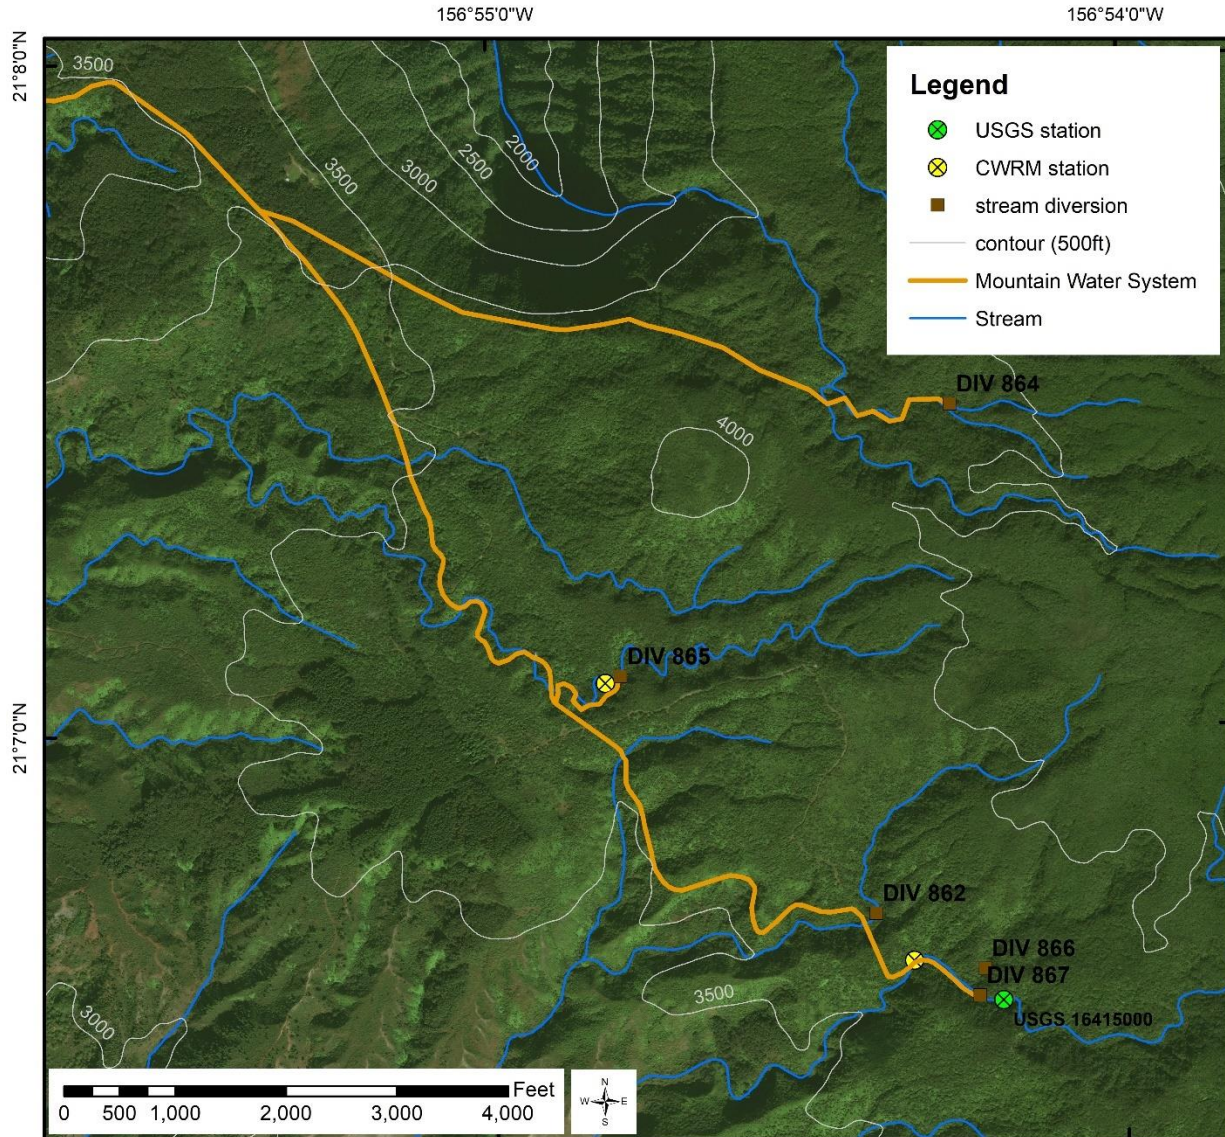 156°55'0"W
156°54'0"W
21°8'0"N
3500
Legend
USGS station
CWRM station
stream diversion
contour (500ft)
Mountain Water System
Stream
2000
2500
3000
3500
DIV 864
4000
DIV 865
21°7'0"N
DIV 862
DIV 866
DIV 867
3500
USGS 16415000
3000
Feet
0 500 1,000 2,000 3,000 4,000
N
W E
S